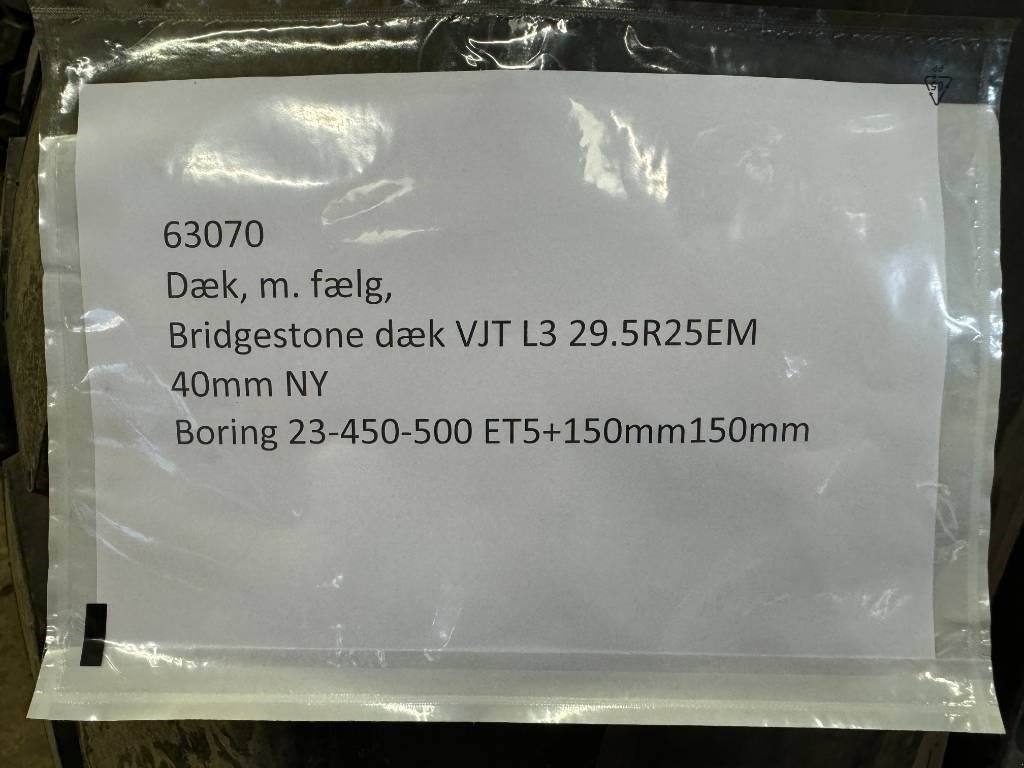 63070
Dæk, m. fælg,
Bridgestone dæk VJT L3 29.5R25EM
40mm NY
Boring 23-450-500 ET5+150mm150mm